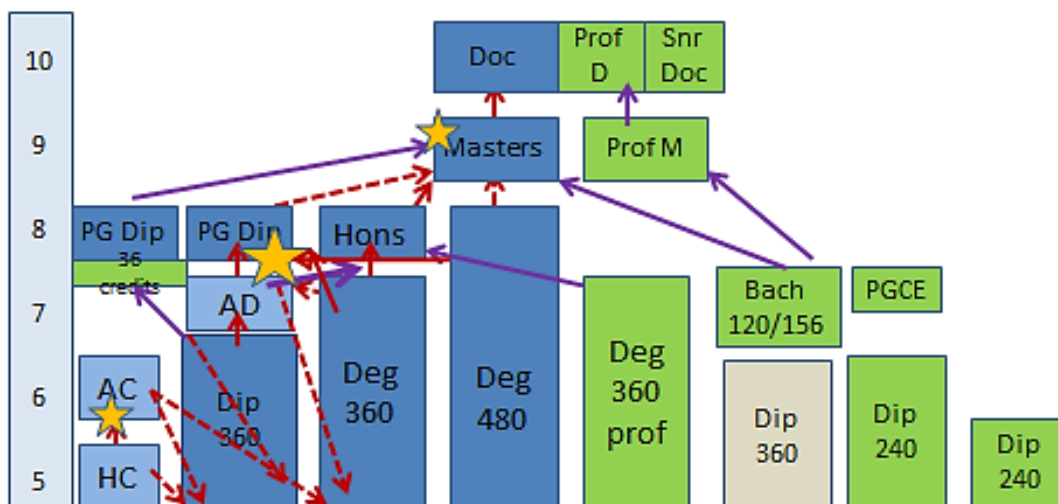 10
Doc
Prof
D
Snr
Doc
9
Masters
Prof M
8
PG Dip
PG Dip
Hons
36
credits
7
AD
Bach
120/156
PGCE
Deg
360
Deg
480
Deg
360
prof
6
AC
Dip
360
Dip
360
Dip
240
5
HC
Dip
240